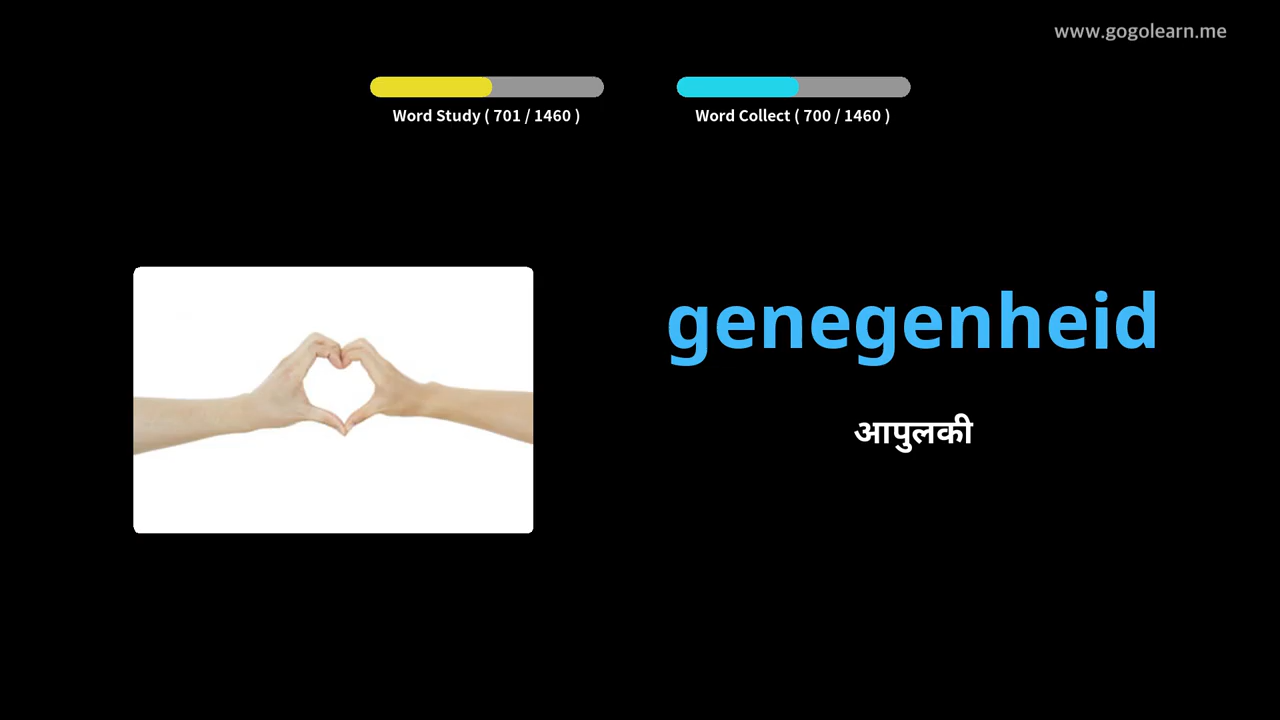 www.gogolearn.me
Word Study ( 701 / 1460 )
Word Collect ( 700 / 1460 )
genegenheid
आपुलकी